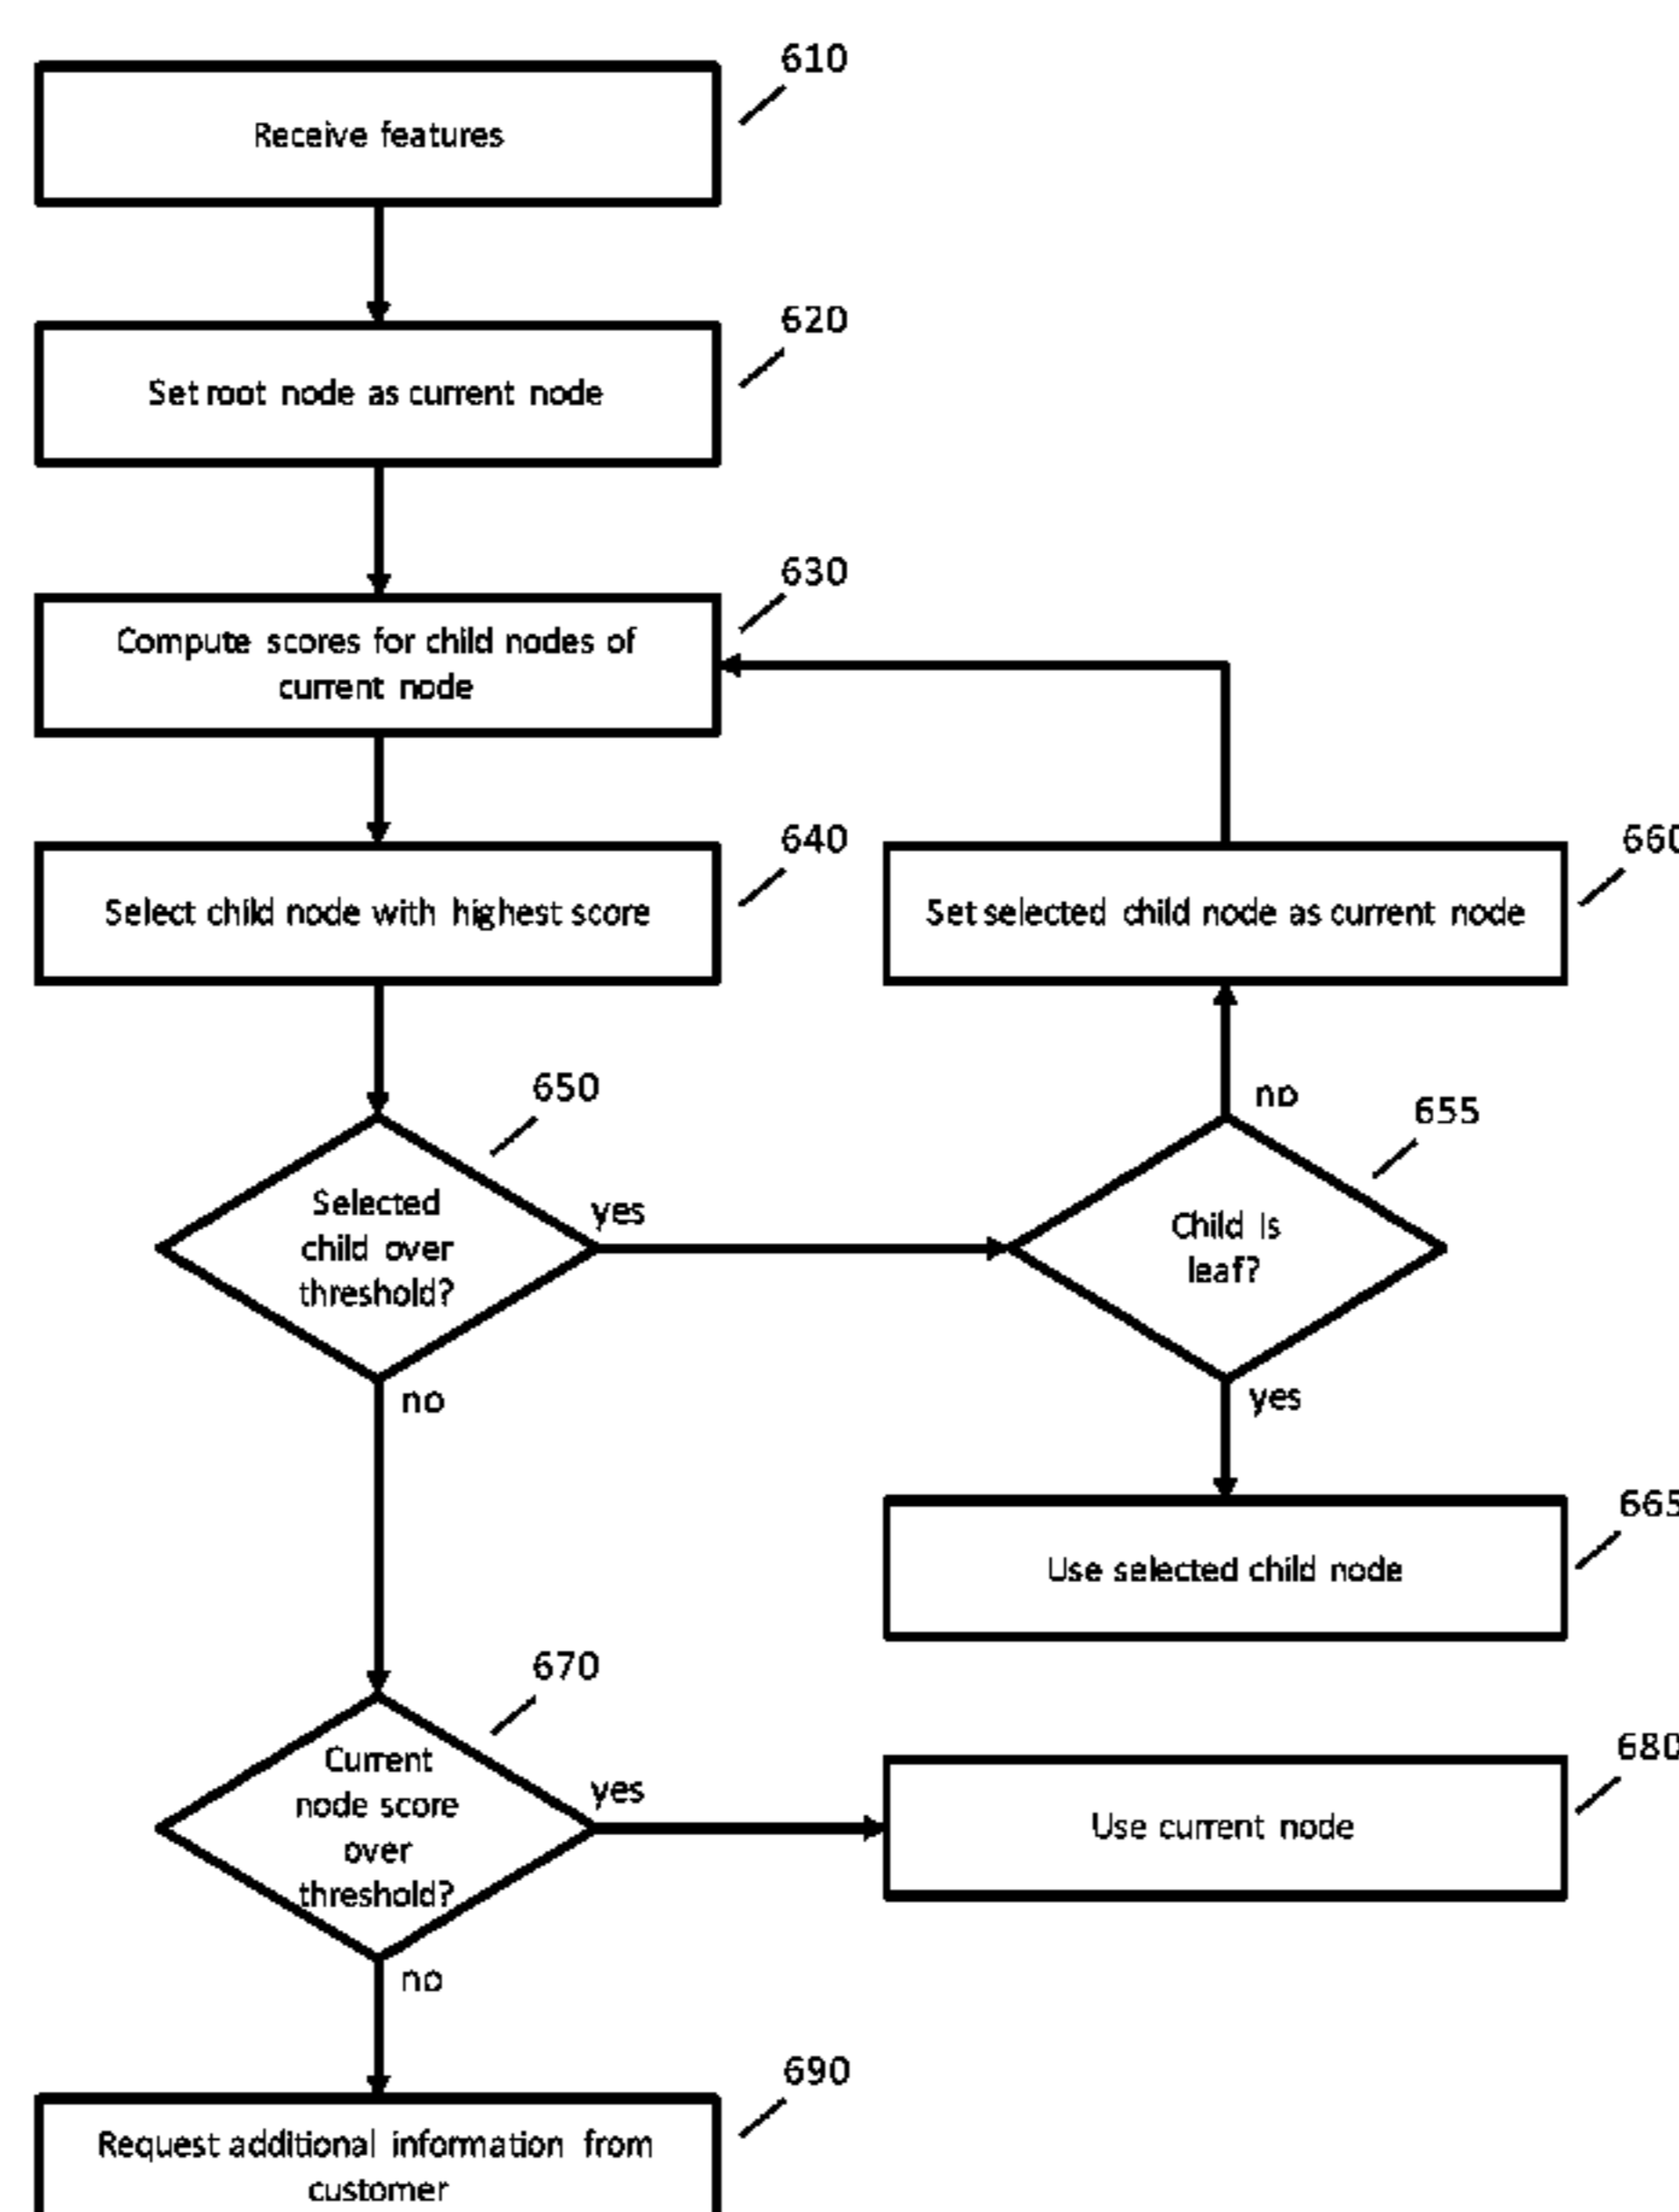 610
Receive features
620
Set root node as current node
630
Compute scores for child nodes of
current node
640
Select child node with highest score
660
Set selected child node as current node
650
Selected
child over
threshold?
yes
no
no
655
Child is
leaf?
yes
665
Use selected child node
670
Current
node score
over
threshold?
yes
680
Use current node
no
690
Request additional information from
customer